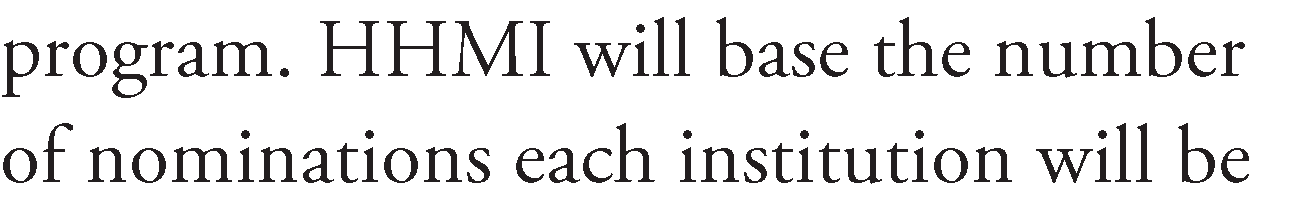 program. HHMI will base the number
of nominations each institution will be